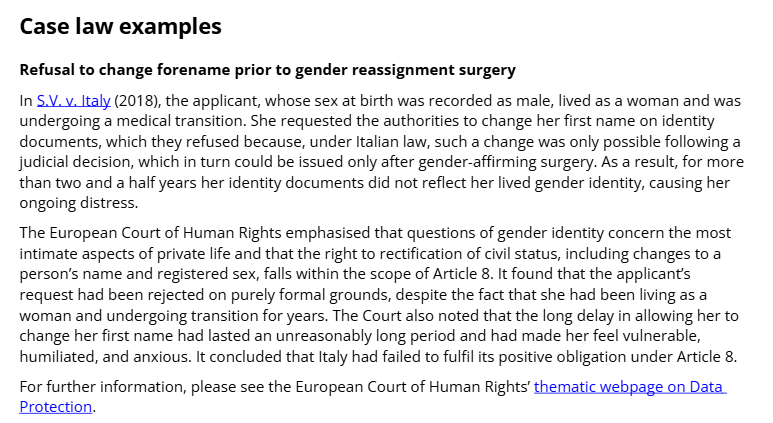 Case law examples
Refusal to change forename prior to gender reassignment surgery
In S.V. v. Italy (2018), the applicant, whose sex at birth was recorded as male, lived as a woman and was
undergoing a medical transition. She requested the authorities to change her first name on identity
documents, which they refused because, under Italian law, such a change was only possible following a
judicial decision, which in turn could be issued only after gender-affirming surgery. As a result, for more
than two and a half years her identity documents did not reflect her lived gender identity, causing her
ongoing distress.
The European Court of Human Rights emphasised that questions of gender identity concern the most
intimate aspects of private life and that the right to rectification of civil status, including changes to a
person’s name and registered sex, falls within the scope of Article 8. It found that the applicant’s
request had been rejected on purely formal grounds, despite the fact that she had been living as a
woman and undergoing transition for years. The Court also noted that the long delay in allowing her to
change her first name had lasted an unreasonably long period and had made her feel vulnerable,
humiliated, and anxious. It concluded that Italy had failed to fulfil its positive obligation under Article 8.
For further information, please see the European Court of Human Rights’ thematic webpage on Data
Protection.